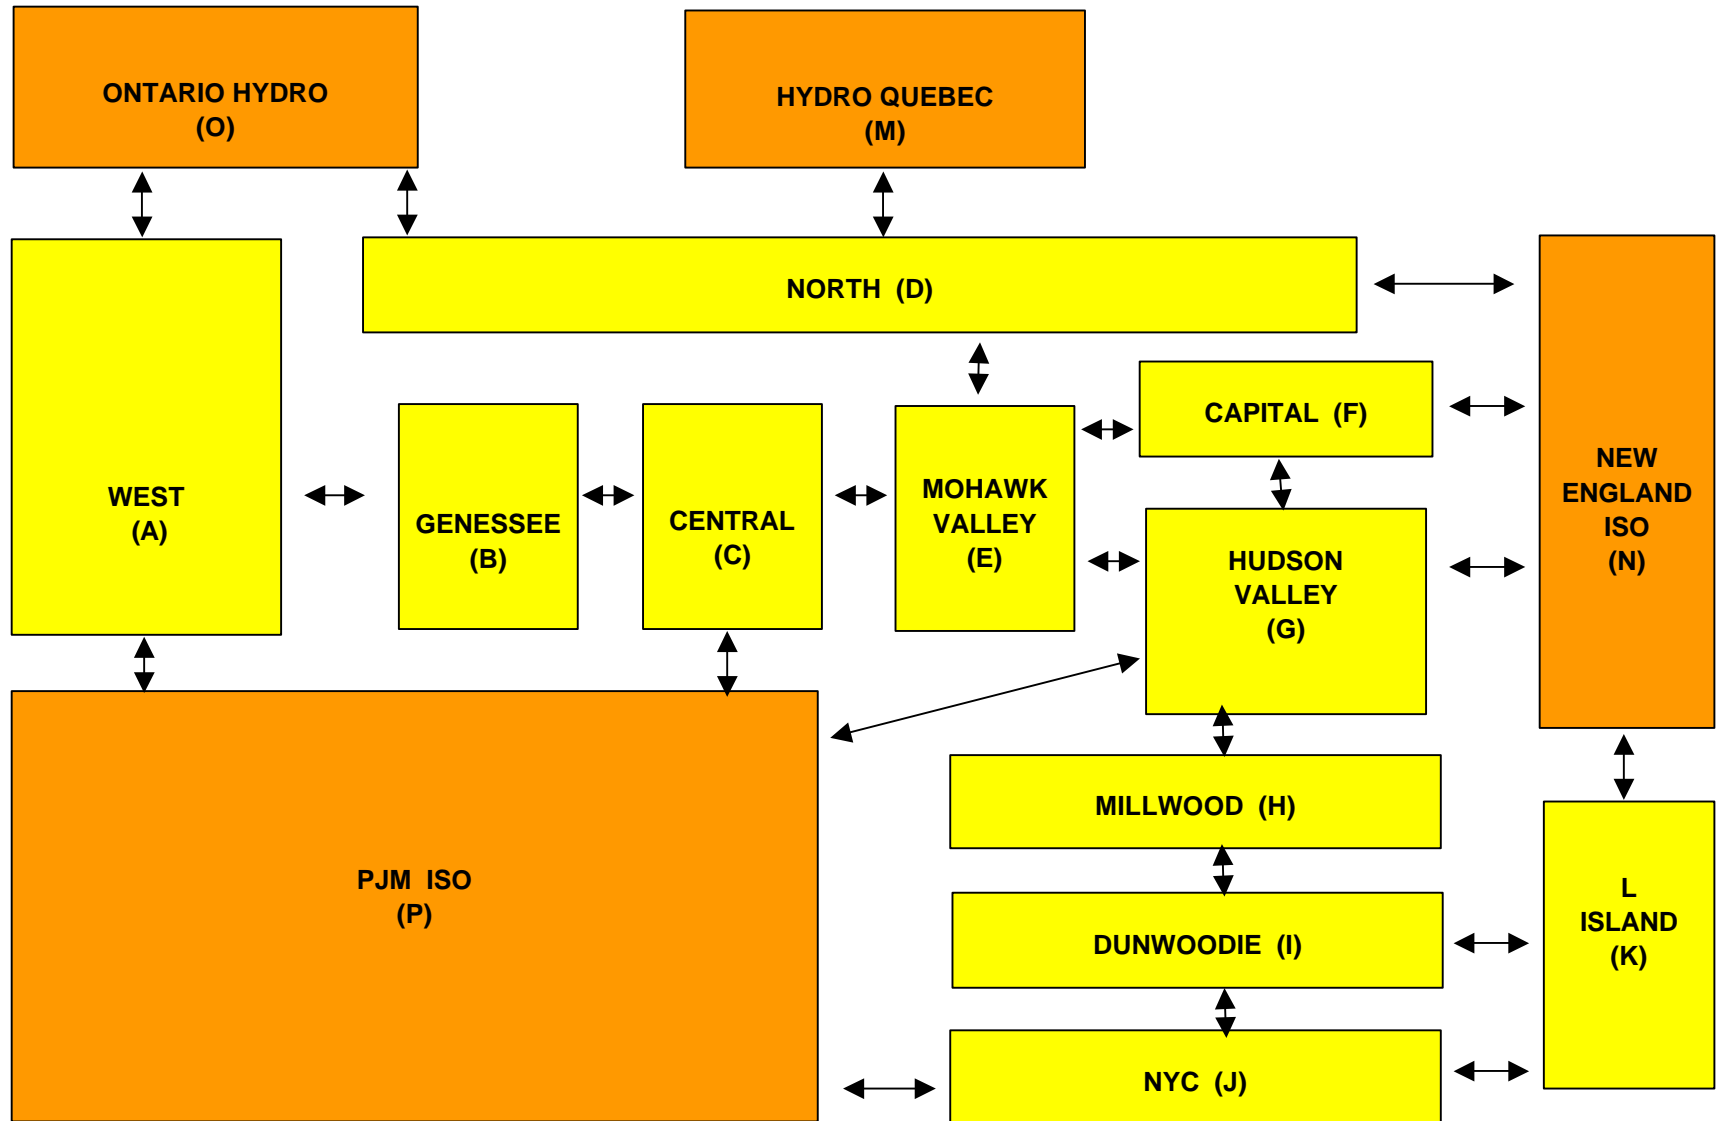 ONTARIO HYDRO
(O)
HYDRO QUEBEC
(M)
NORTH (D)
CAPITAL (F)
WEST
(A)
GENESSEE
(B)
CENTRAL
(C)
MOHAWK
VALLEY
(E)
HUDSON
VALLEY
(G)
NEW
ENGLAND
ISO
(N)
MILLWOOD (H)
PJM ISO
(P)
DUNWOODIE (I)
L
ISLAND
(K)
NYC (J)